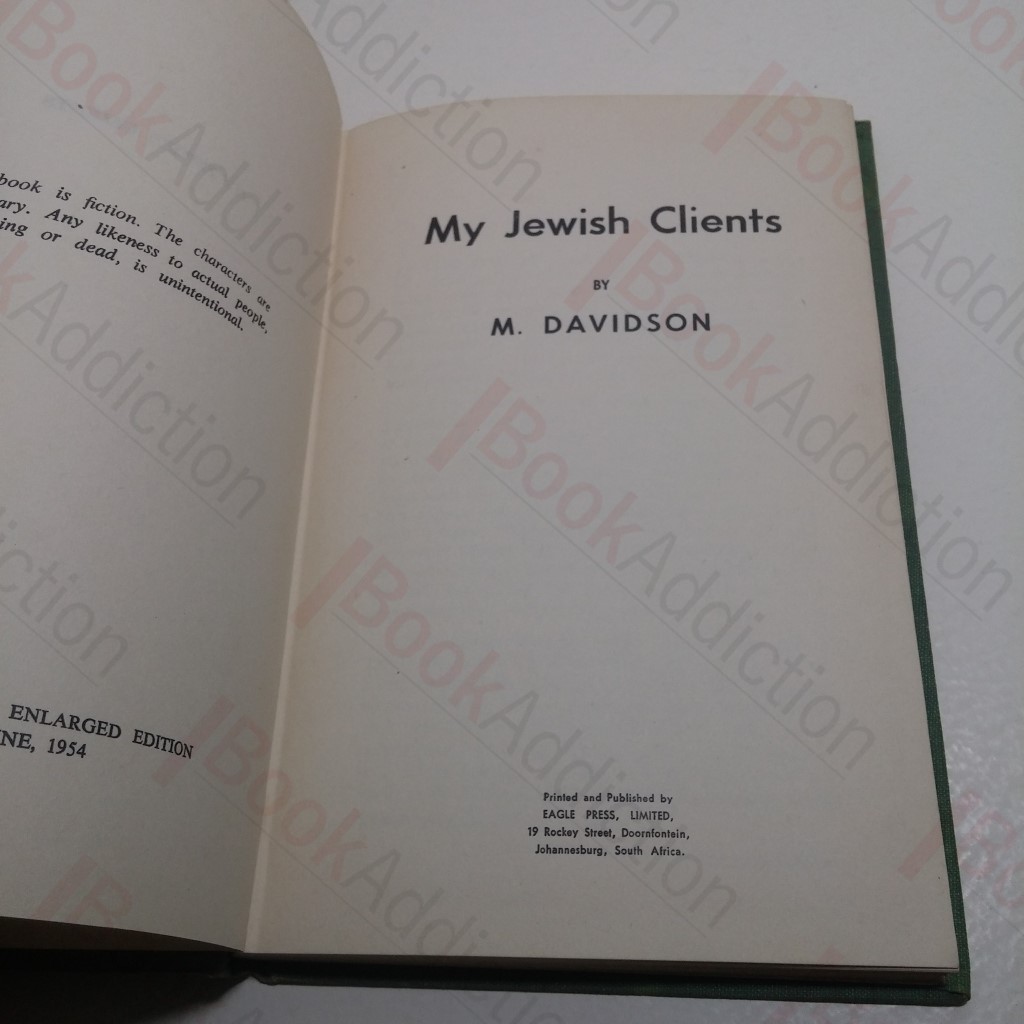 book is fiction. The characters are
ary. Any likeness to actual people,
ing or dead, is unintentional.
ENLARGED EDITION
NE, 1954
My Jewish Clients
BY
M. DAVIDSON
Printed and Published by
EAGLE PRESS, LIMITED,
19 Rockey Street, Doornfontein,
Johannesburg, South Africa.
BookAddiction